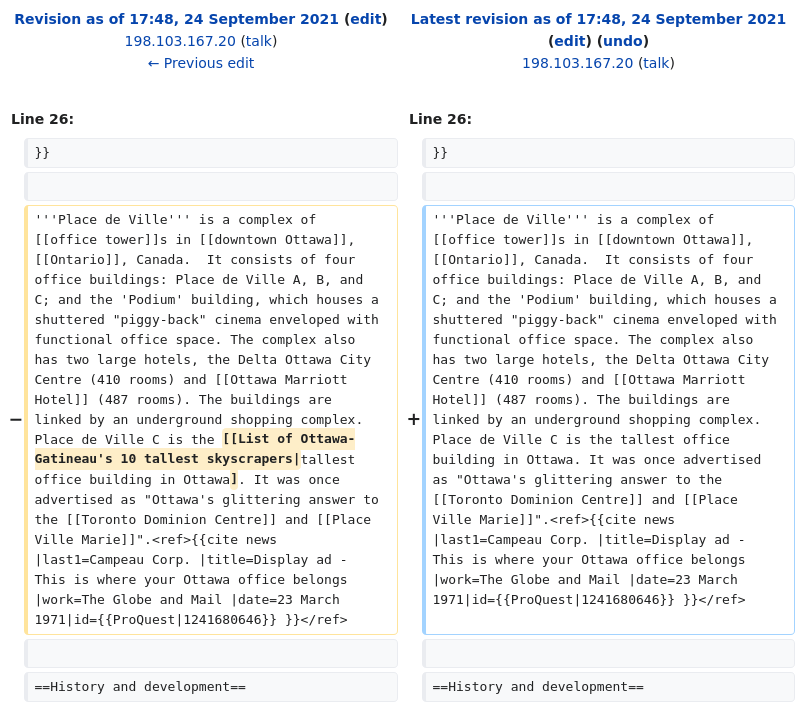 Revision as of 17:48, 24 September 2021 (edit)
198.103.167.20 (talk)
← Previous edit
Latest revision as of 17:48, 24 September 2021
(edit) (undo)
198.103.167.20 (talk)
Line 26:
Line 26:
}}
}}
−
'''Place de Ville''' is a complex of
[[office tower]]s in [[downtown Ottawa]],
[[Ontario]], Canada.  It consists of four
office buildings: Place de Ville A, B, and
C; and the 'Podium' building, which houses a
shuttered "piggy-back" cinema enveloped with
functional office space. The complex also
has two large hotels, the Delta Ottawa City
Centre (410 rooms) and [[Ottawa Marriott
Hotel]] (487 rooms). The buildings are
linked by an underground shopping complex.
Place de Ville C is the [[List of Ottawa-
Gatineau's 10 tallest skyscrapers|tallest
office building in Ottawa]. It was once
advertised as "Ottawa's glittering answer to
the [[Toronto Dominion Centre]] and [[Place
Ville Marie]]".<ref>{{cite news
|last1=Campeau Corp. |title=Display ad -
This is where your Ottawa office belongs
|work=The Globe and Mail |date=23 March
1971|id={{ProQuest|1241680646}} }}</ref>
+
'''Place de Ville''' is a complex of
[[office tower]]s in [[downtown Ottawa]],
[[Ontario]], Canada.  It consists of four
office buildings: Place de Ville A, B, and
C; and the 'Podium' building, which houses a
shuttered "piggy-back" cinema enveloped with
functional office space. The complex also
has two large hotels, the Delta Ottawa City
Centre (410 rooms) and [[Ottawa Marriott
Hotel]] (487 rooms). The buildings are
linked by an underground shopping complex.
Place de Ville C is the tallest office
building in Ottawa. It was once advertised
as "Ottawa's glittering answer to the
[[Toronto Dominion Centre]] and [[Place
Ville Marie]]".<ref>{{cite news
|last1=Campeau Corp. |title=Display ad -
This is where your Ottawa office belongs
|work=The Globe and Mail |date=23 March
1971|id={{ProQuest|1241680646}} }}</ref>
==History and development==
==History and development==